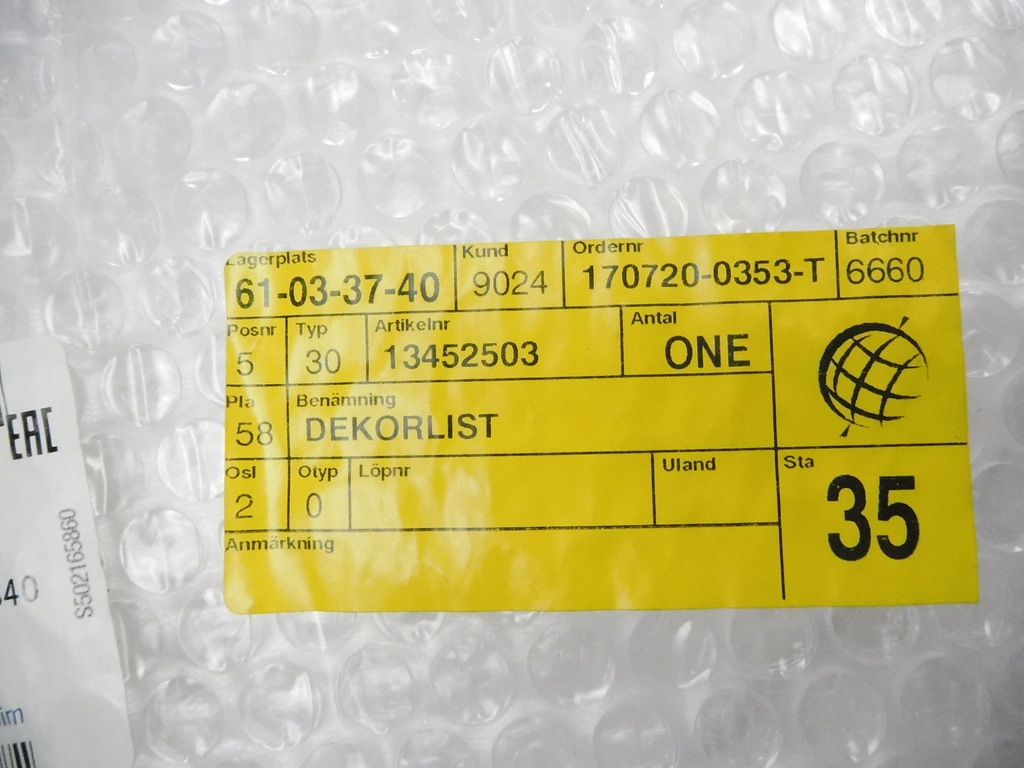 Lagerplats Kund Ordernr Batchnr
61-03-37-40 9024 170720-0353-T 6660
Posnr Typ Artikelnr Antal
5 30 13452503 ONE
Pla Benämning
58 DEKORLIST
Osl Otyp Löpnr Uland Sta
2 0 35
Anmärkning
EAC
S502165860
40